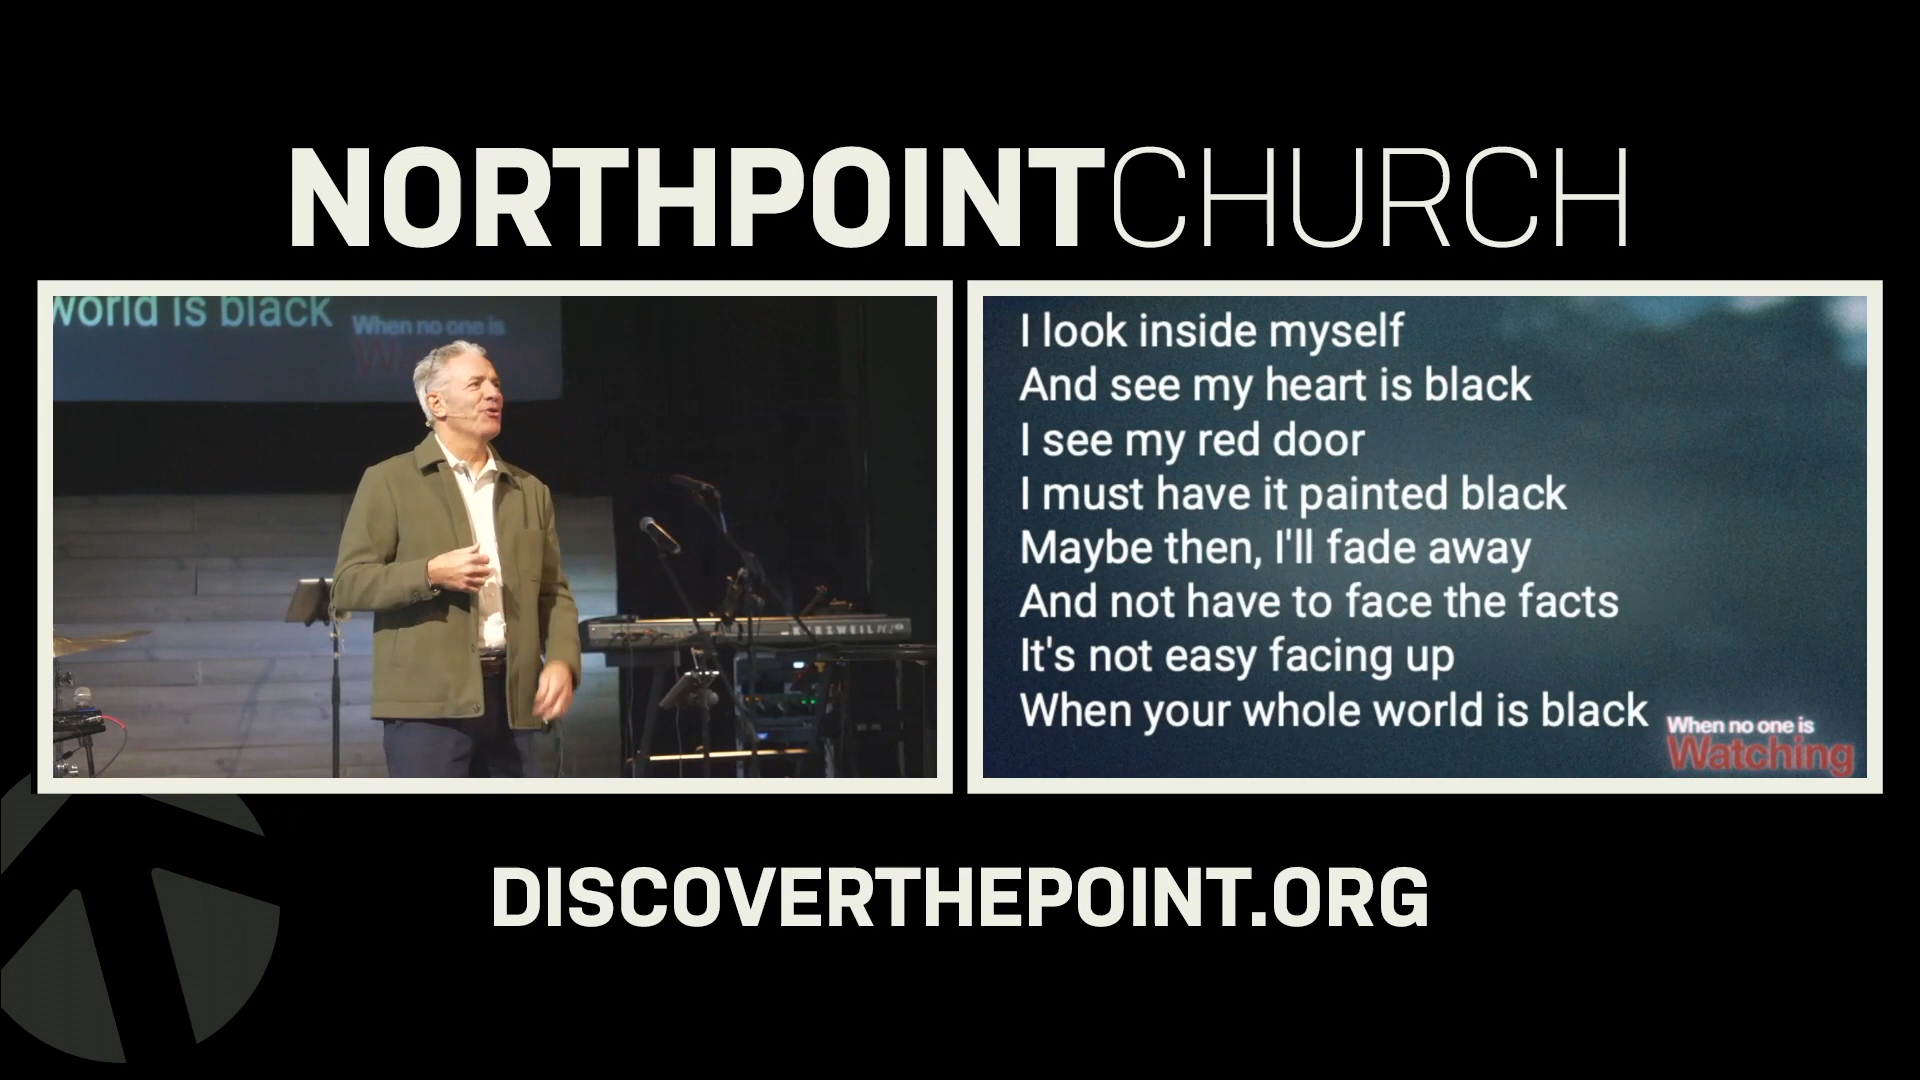 NORTHPOINTCHURCH
world is black
When no one is
W
I look inside myself
And see my heart is black
I see my red door
I must have it painted black
Maybe then, I'll fade away
And not have to face the facts
It's not easy facing up
When your whole world is black
When no one is
Watching
KURZWEIL PC2
DISCOVERTHEPOINT.ORG